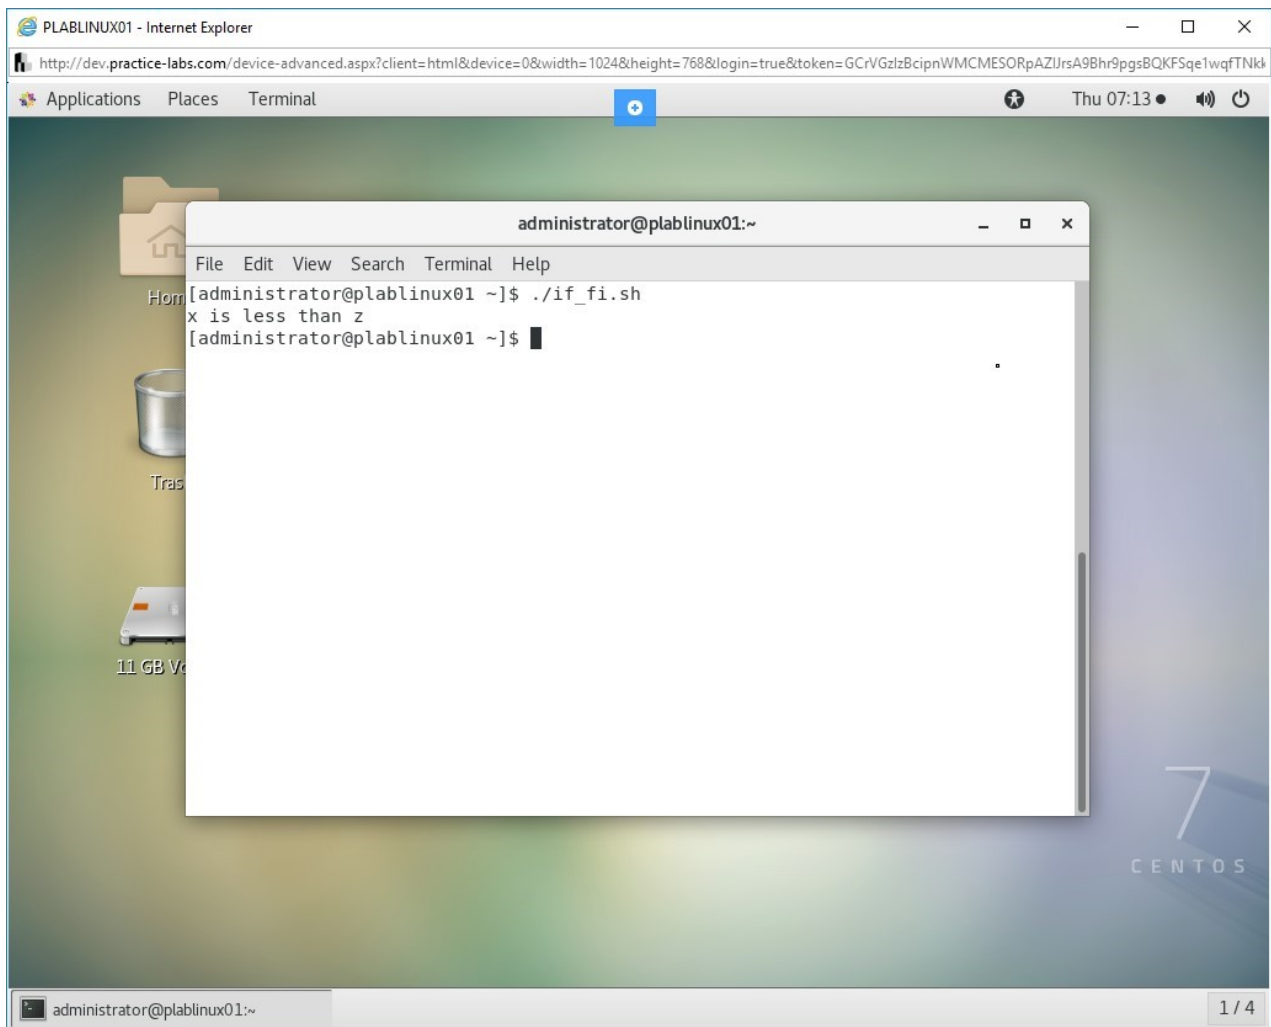 PLABLINUX01 - Internet Explorer
http://dev.practice-labs.com/device-advanced.aspx?client=html&device=0&width=1024&height=768&login=true&token=
Applications Places Terminal Thu 07:13
administrator@plablinux01:~
File Edit View Search Terminal Help
[administrator@plablinux01 ~]$ ./if_fi.sh
x is less than z
[administrator@plablinux01 ~]$
Hom
Tras
11 GB Vo
7
CENTOS
administrator@plablinux01:~ 1 / 4